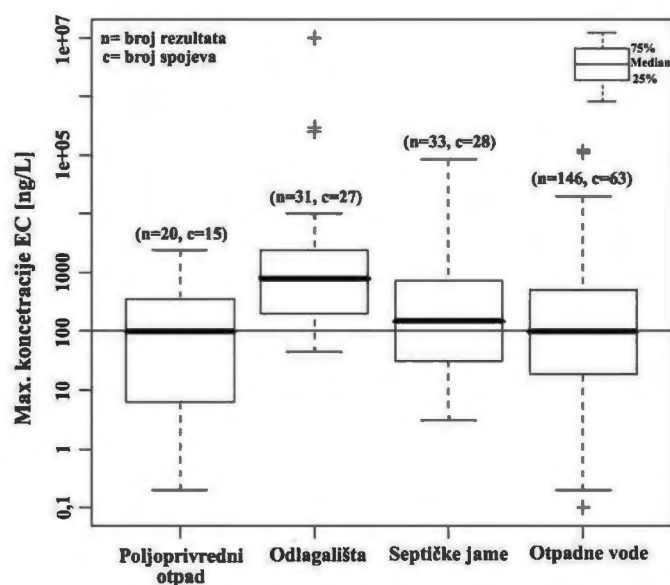 n= broj rezultata
c= broj spojeva
75%
Median
25%
Max. koncetracije EC [ng/L]
1e+07
1e+05
1000
100
10
1
0,1
(n=20, c=15)
(n=31, c=27)
(n=33, c=28)
(n=146, c=63)
Poljoprivredni
otpad
Odlagališta
Septičke jame
Otpadne vode